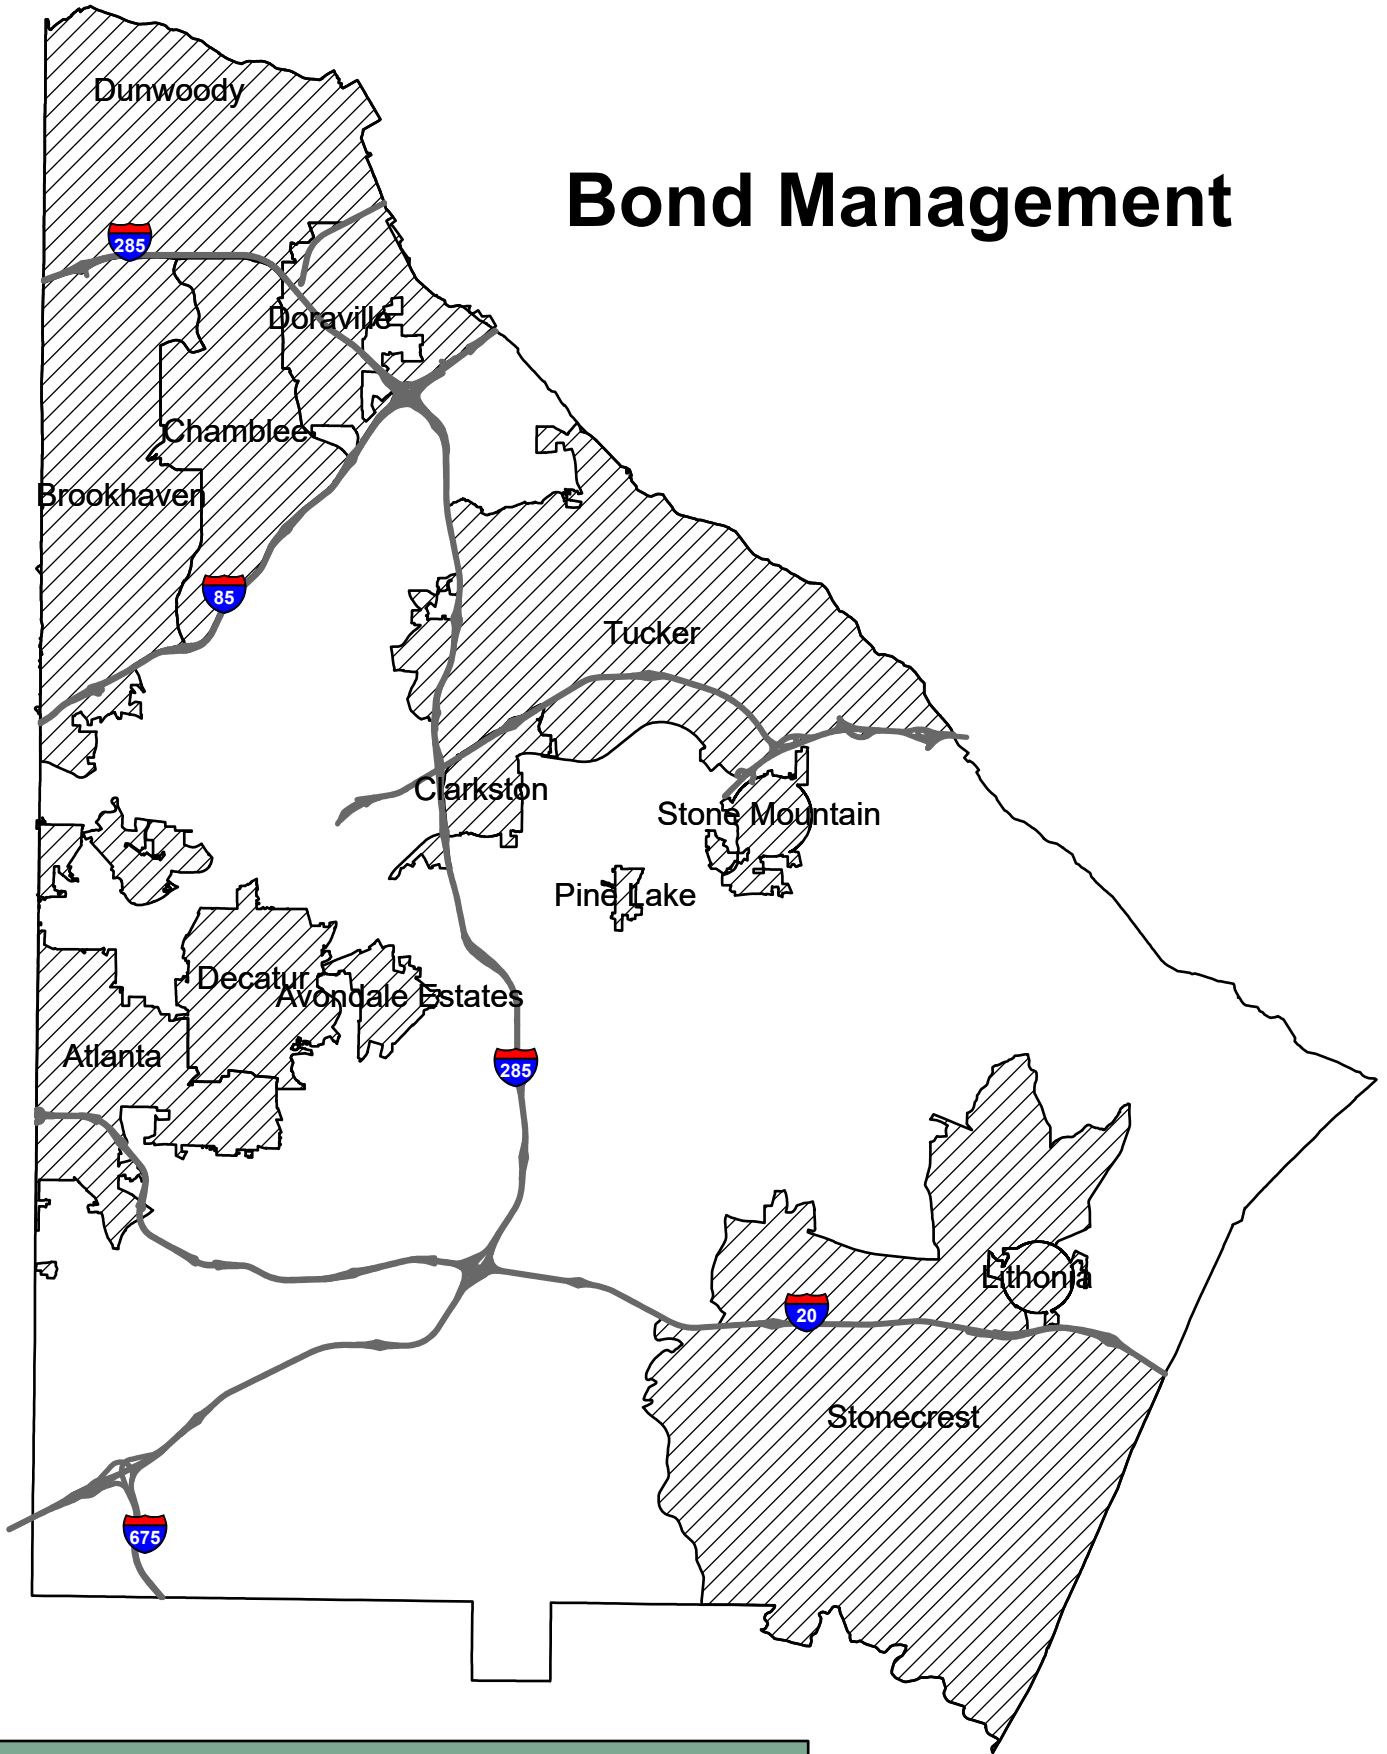 Dunwoody
Bond Management
285
Doraville
Chamblee
Brookhaven
85
Tucker
Clarkston
Stone Mountain
Pine Lake
Decatur
Avondale Estates
Atlanta
285
Lithonia
20
Stonecrest
675